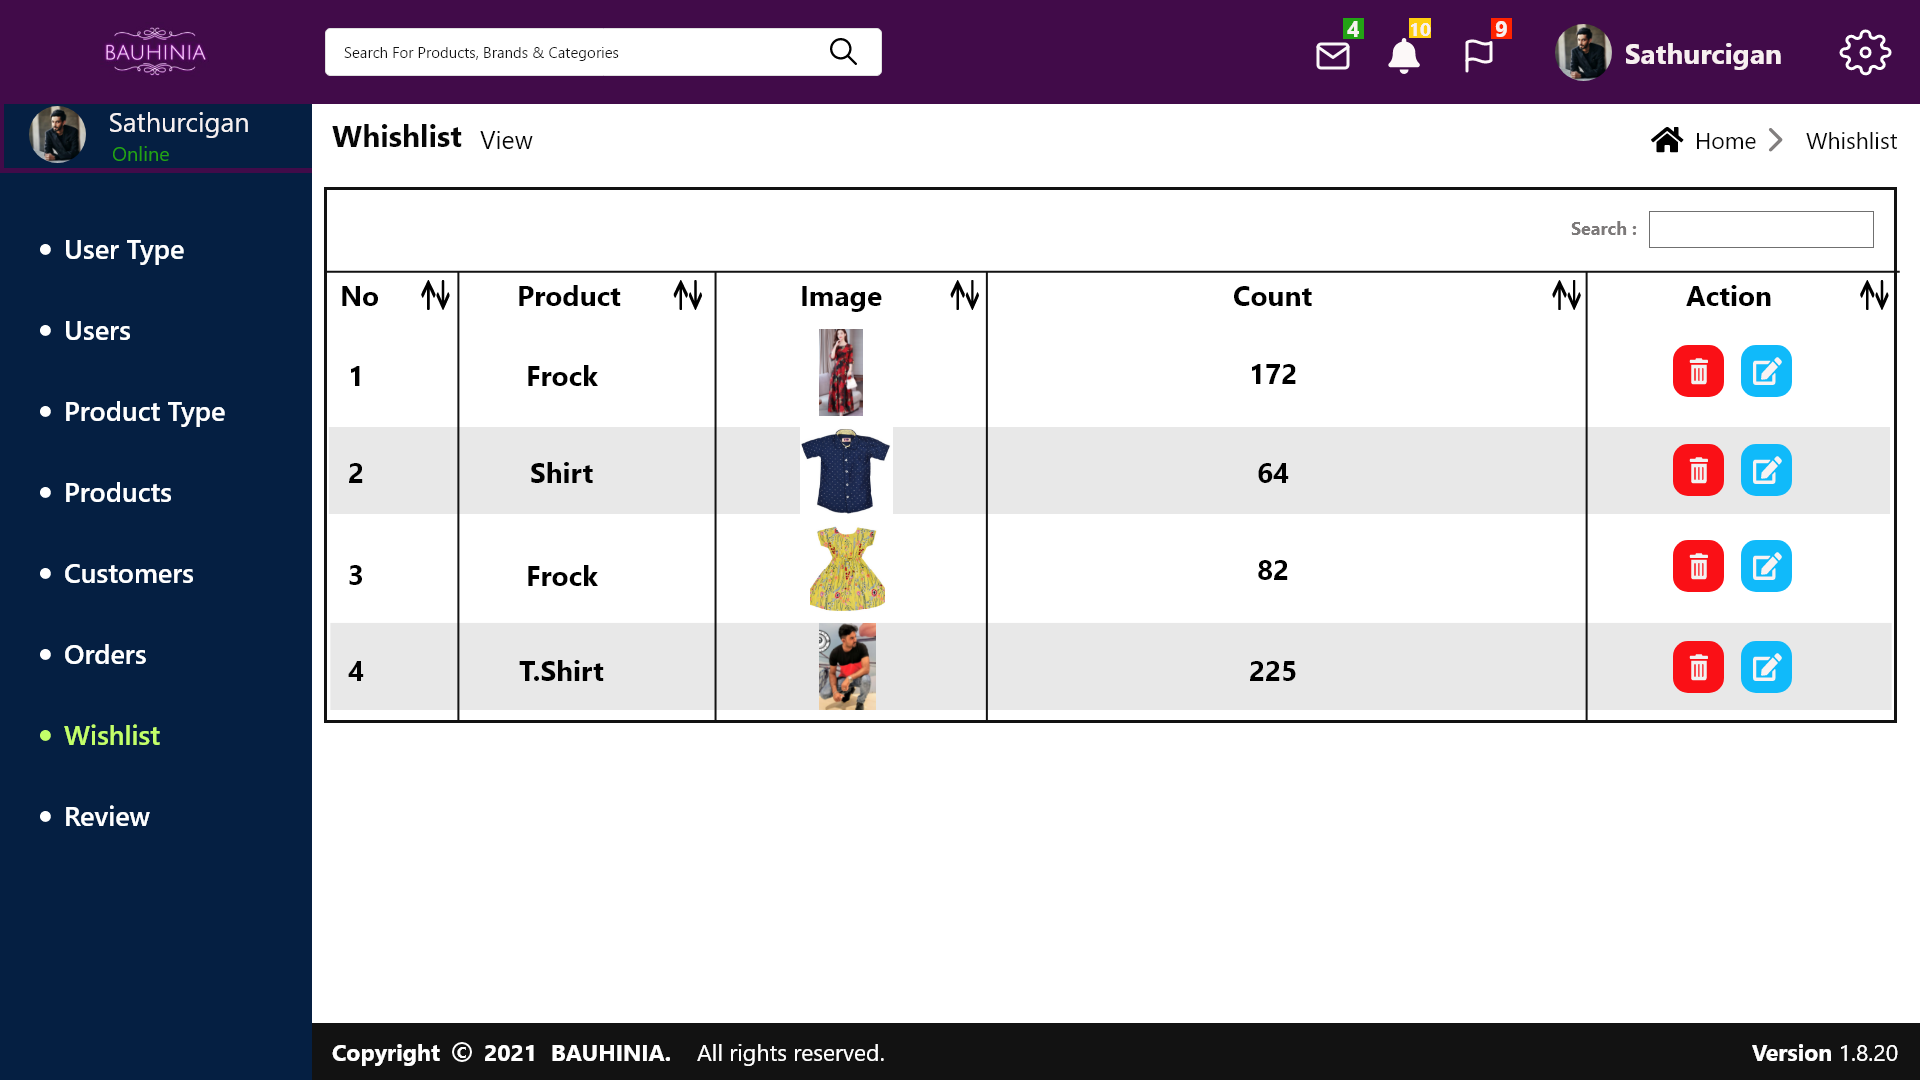 BAUHINIA
Search For Products, Brands & Categories
4
10
9
Sathurcigan
Sathurcigan
Online
Whishlist View
Home Whishlist
User Type
Users
Product Type
Products
Customers
Orders
Wishlist
Review
Search :
No Product Image Count Action
1 Frock 172
2 Shirt 64
3 Frock 82
4 T.Shirt 225
Copyright © 2021 BAUHINIA. All rights reserved.
Version 1.8.20